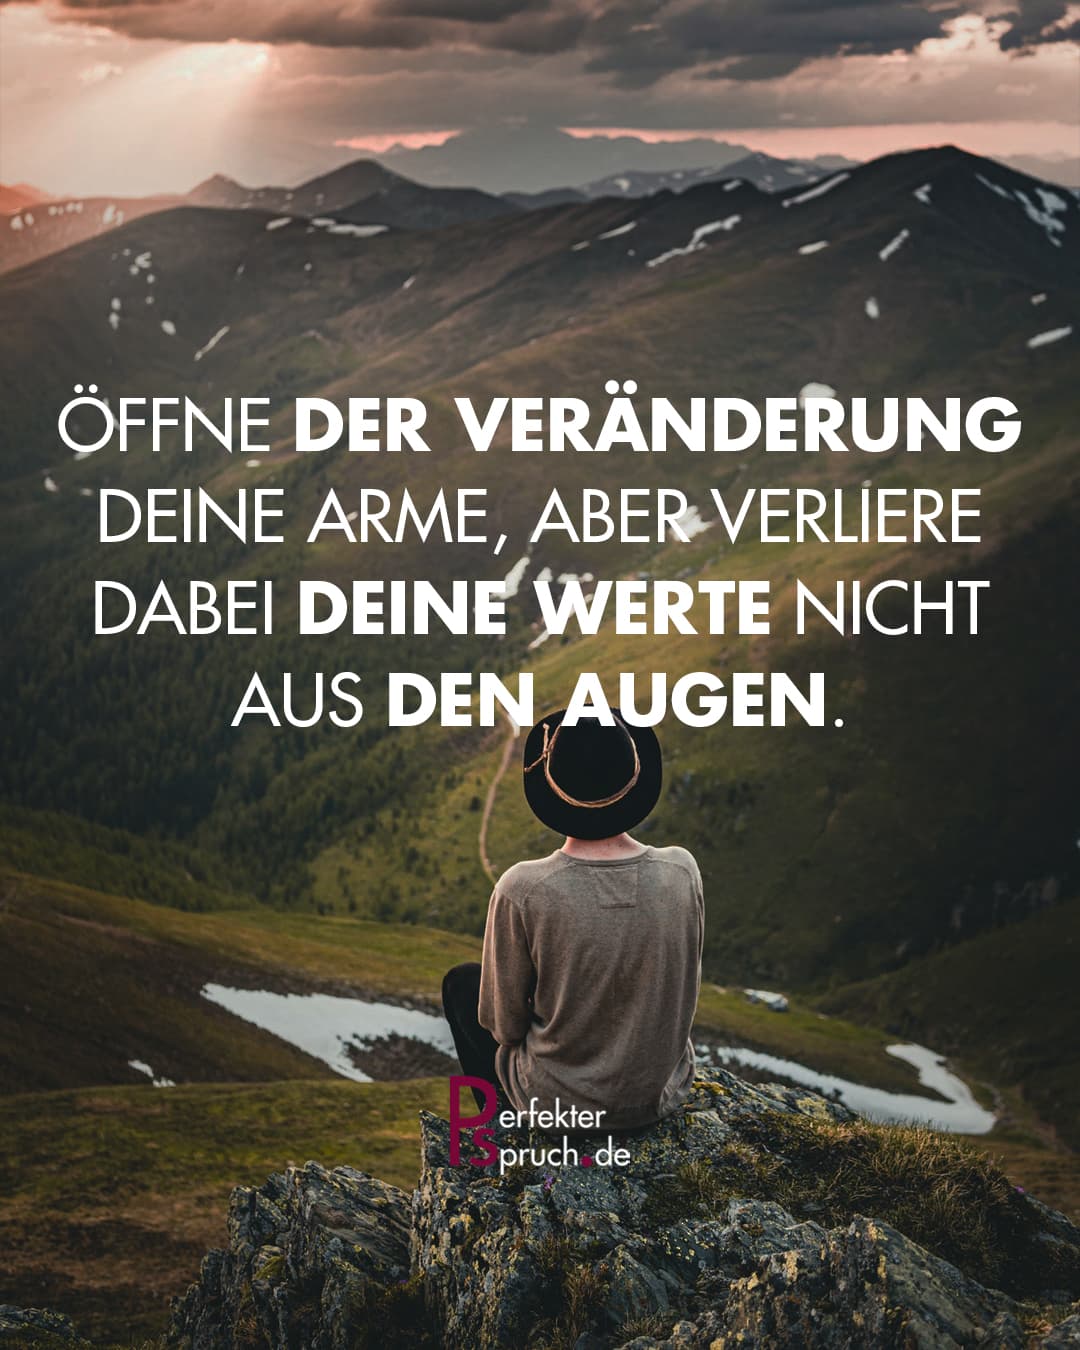 ÖFFNE DER VERÄNDERUNG
DEINE ARME, ABER VERLIERE
DABEI DEINE WERTE NICHT
AUS DEN AUGEN.
Perfekter
Spruch.de